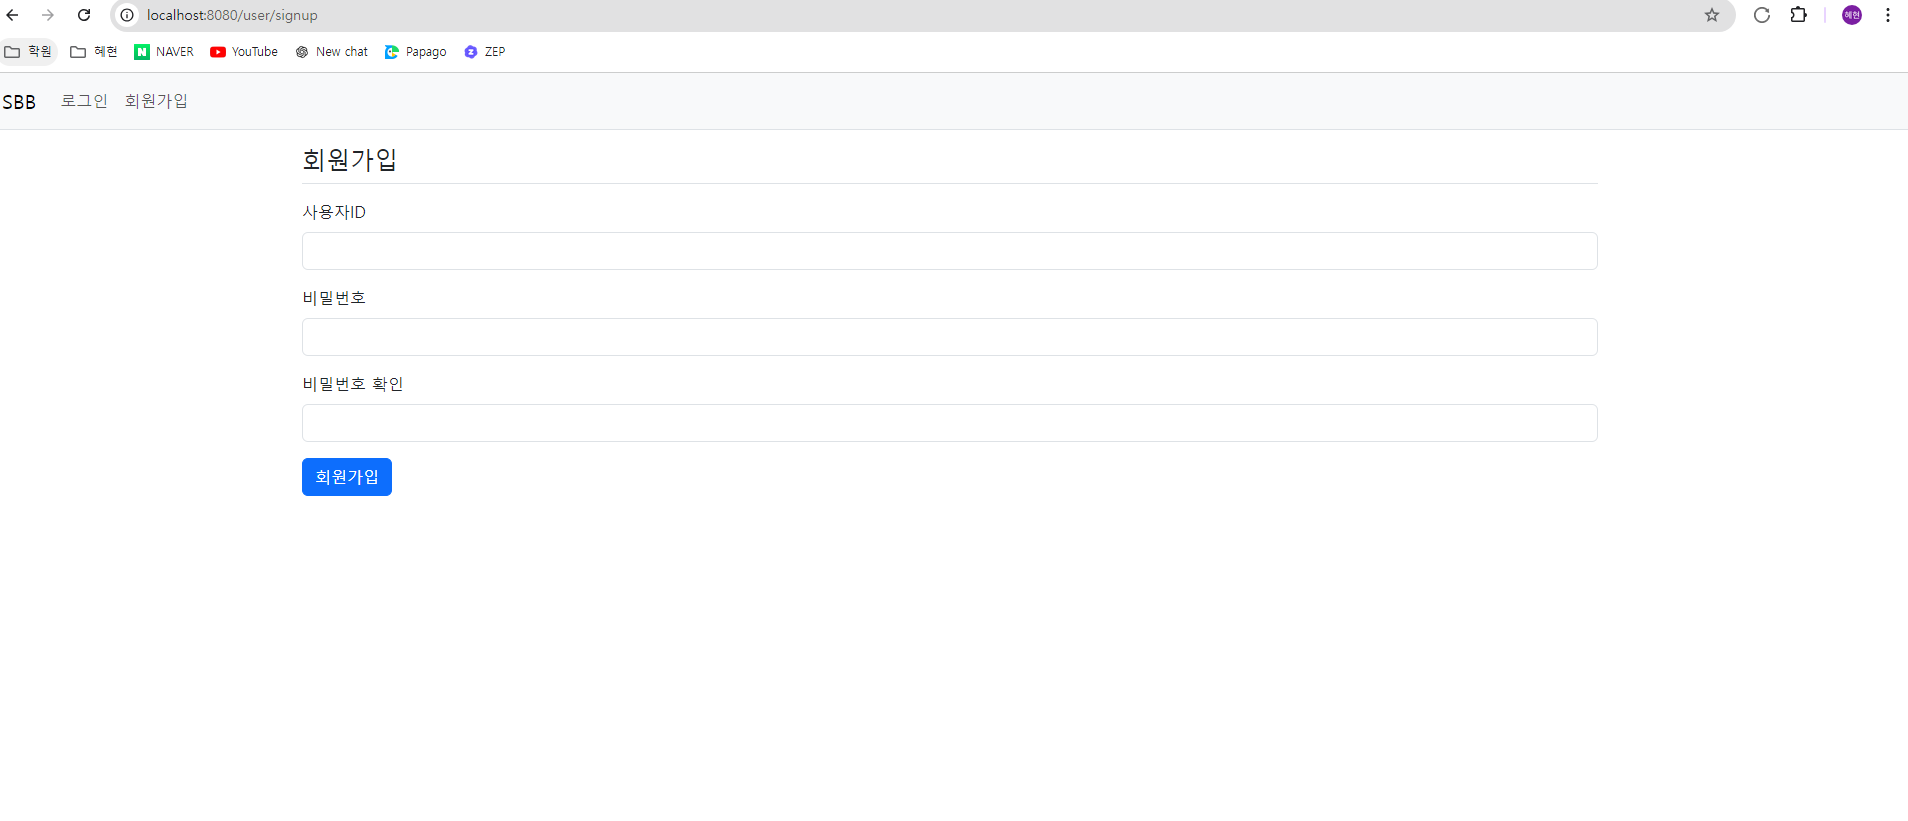 localhost:8080/user/signup
혜현
학원 혜현 NAVER YouTube New chat Papago ZEP
SBB 로그인 회원가입
회원가입
사용자ID
비밀번호
비밀번호 확인
회원가입